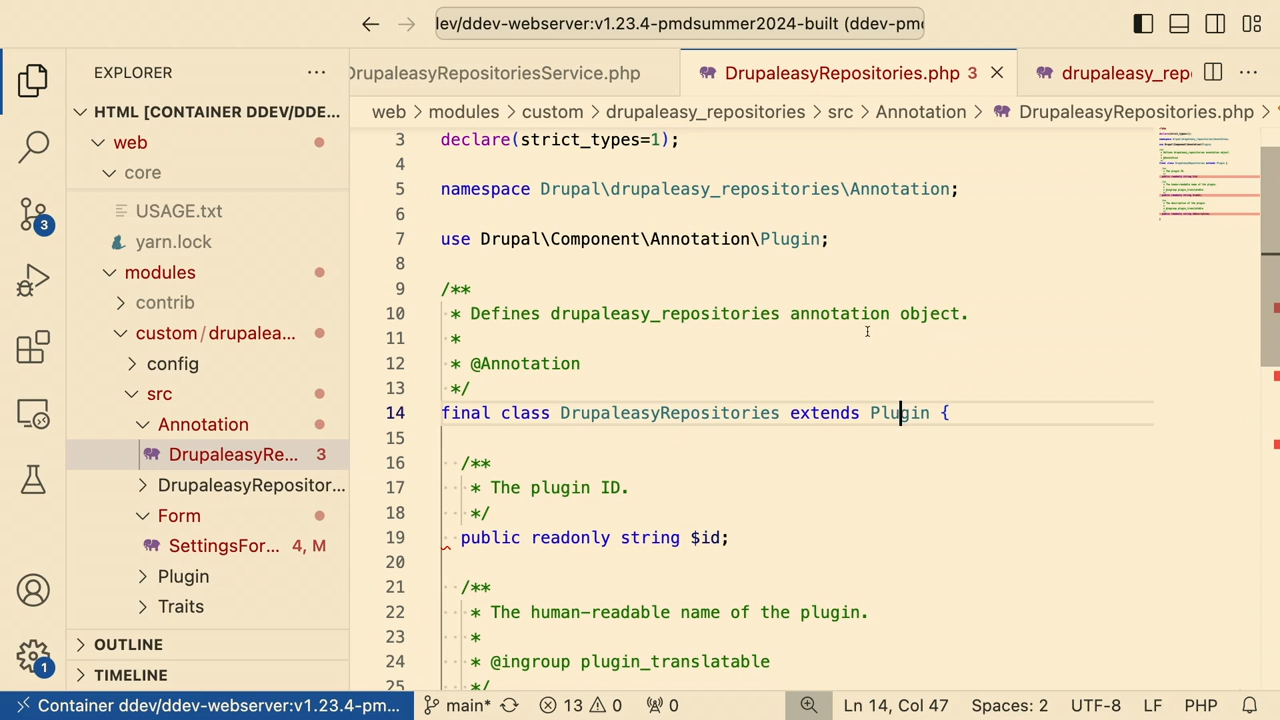 lev/ddev-webserver:v1.23.4-pmdsummer2024-built (ddev-pmd
EXPLORER
DrupaleasyRepositoriesService.php
DrupaleasyRepositories.php 3
drupaleasy_rep
HTML [CONTAINER DDEV/DDE...
web > modules > custom > drupaleasy_repositories > src > Annotation > DrupaleasyRepositories.php >
web
core
USAGE.txt
yarn.lock
modules
contrib
custom/drupalea...
config
src
Annotation
DrupaleasyRe... 3
DrupaleasyRepositor...
Form
SettingsFor... 4, M
Plugin
Traits
OUTLINE
TIMELINE
3
1
3 declare(strict_types=1);
4
5 namespace Drupal\drupaleasy_repositories\Annotation;
6
7 use Drupal\Component\Annotation\Plugin;
8
9 /**
10 * Defines drupaleasy_repositories annotation object.
11 *
12 * @Annotation
13 */
14 final class DrupaleasyRepositories extends Plugin {
15
16 /**
17 * The plugin ID.
18 */
19 public readonly string $id;
20
21 /**
22 * The human-readable name of the plugin.
23 *
24 * @ingroup plugin_translatable
25 */
Container ddev/ddev-webserver:v1.23.4-pm... main* 13 0 0 Ln 14, Col 47 Spaces: 2 UTF-8 LF PHP